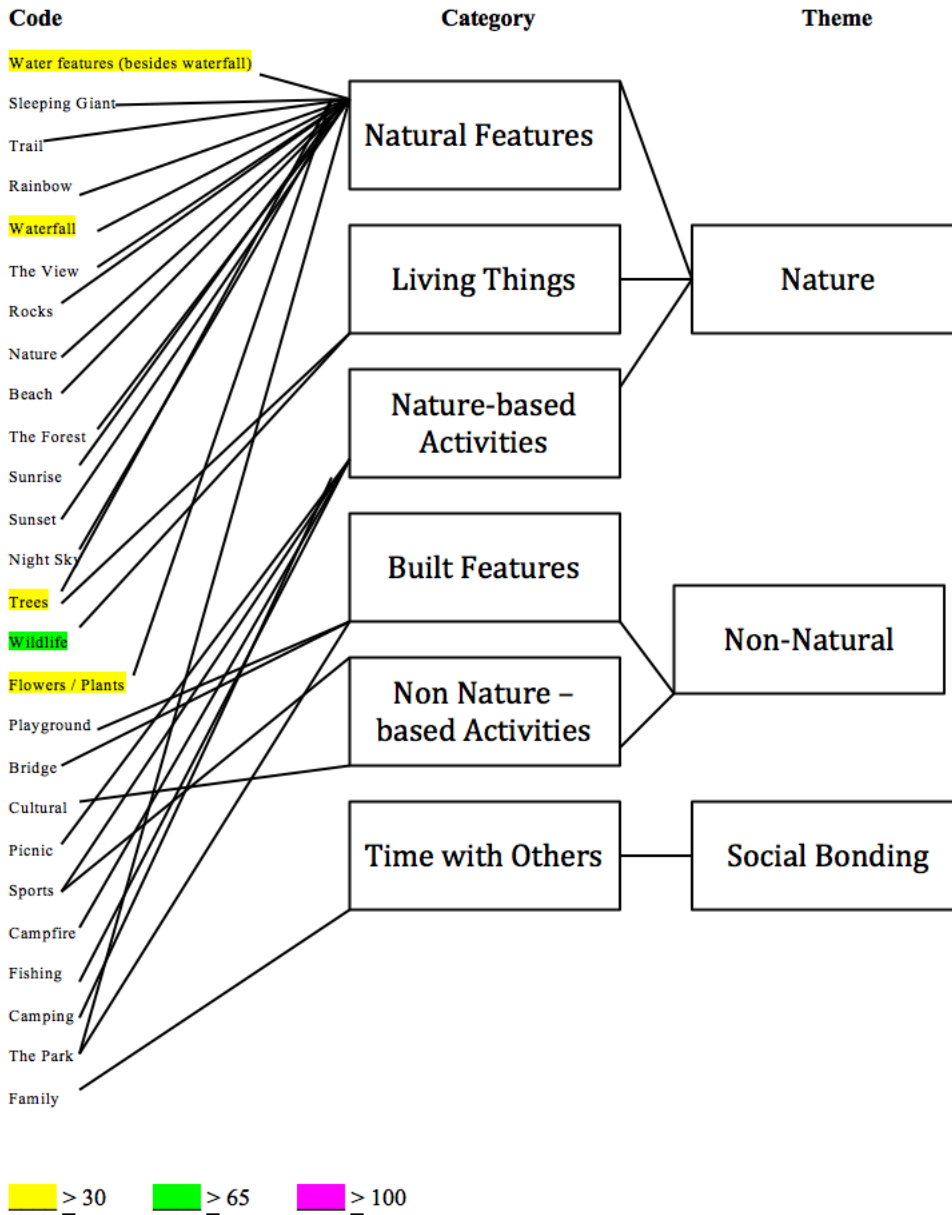 Code Category Theme
Water features (besides waterfall)
Sleeping Giant
Trail
Rainbow
Waterfall
The View
Rocks
Nature
Beach
The Forest
Sunrise
Sunset
Night Sky
Trees
Wildlife
Flowers / Plants
Playground
Bridge
Cultural
Picnic
Sports
Campfire
Fishing
Camping
The Park
Family
Natural Features
Living Things
Nature-based
Activities
Built Features
Non Nature –
based Activities
Time with Others
Nature
Non-Natural
Social Bonding
≥ 30 ≥ 65 ≥ 100